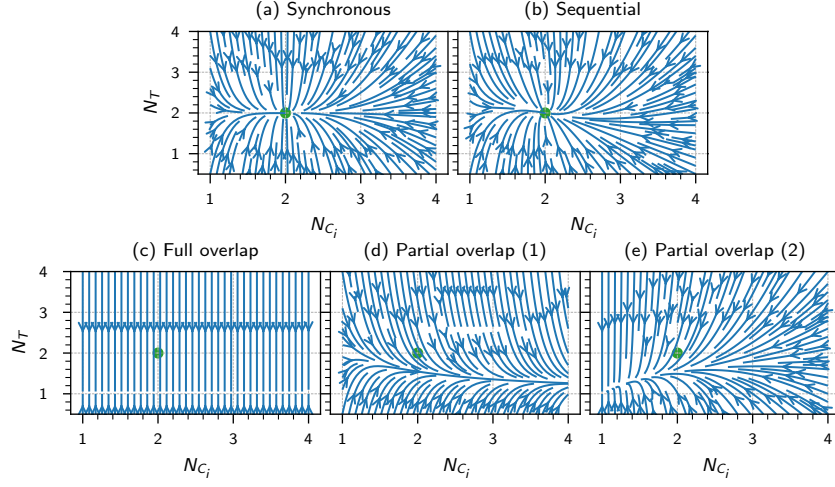 (a) Synchronous
(b) Sequential
4
3
2
1
N_T
1 2 3 4
1 2 3 4
N_{C_i}
N_{C_i}
(c) Full overlap
(d) Partial overlap (1)
(e) Partial overlap (2)
4
3
2
1
N_T
1 2 3 4
1 2 3 4
1 2 3 4
N_{C_i}
N_{C_i}
N_{C_i}